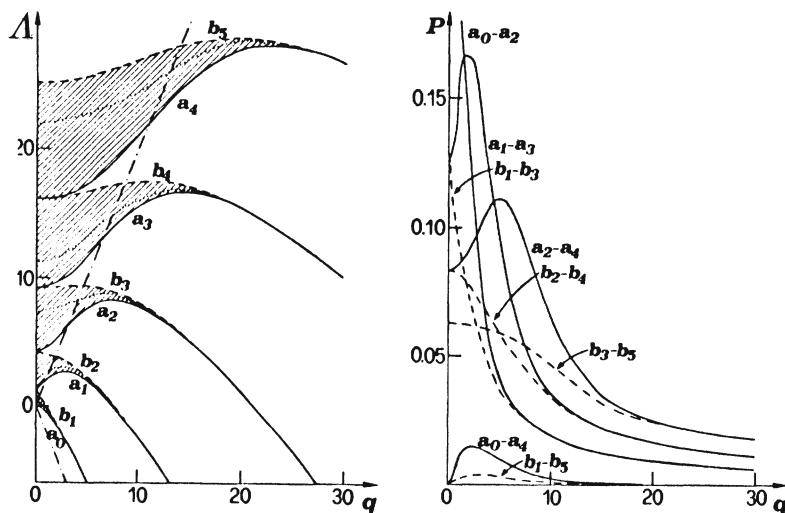 Λ
20
10
0
b₅
a₄
b₄
a₃
b₃
a₂
b₂
a₁
b₁
a₀
0
10
20
30
q
P
0.15
0.10
0.05
a₀-a₂
a₁-a₃
b₁-b₃
a₂-a₄
b₂-b₄
b₃-b₅
a₀-a₄
b₁-b₅
0
10
20
30
q